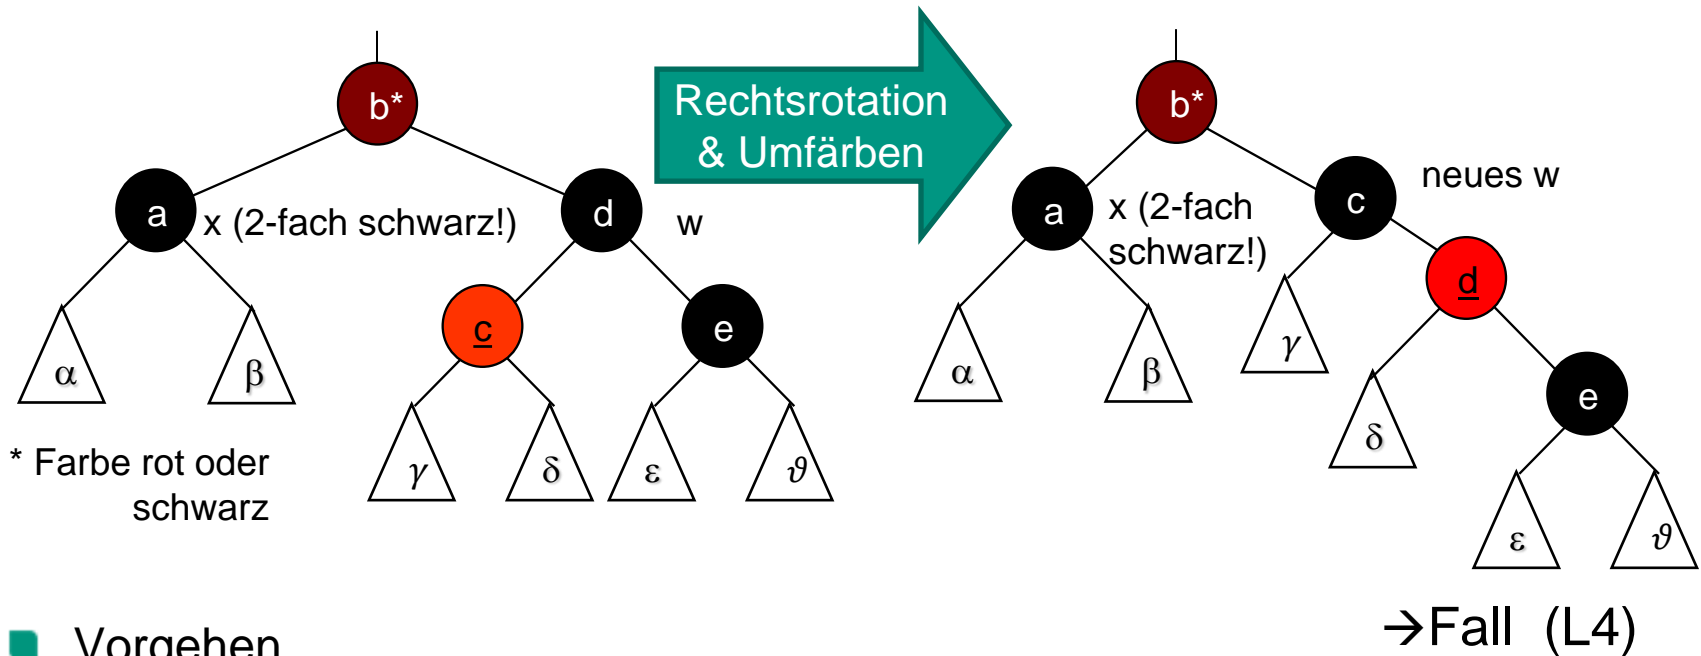 b*
a
x (2-fach schwarz!)
d
w
c
e
α
β
γ
δ
ε
ϑ
* Farbe rot oder
schwarz
Rechtsrotation
& Umfärben
b*
a
x (2-fach
schwarz!)
c
neues w
d
α
β
γ
δ
e
ε
ϑ
→Fall (L4)
Vorgehen